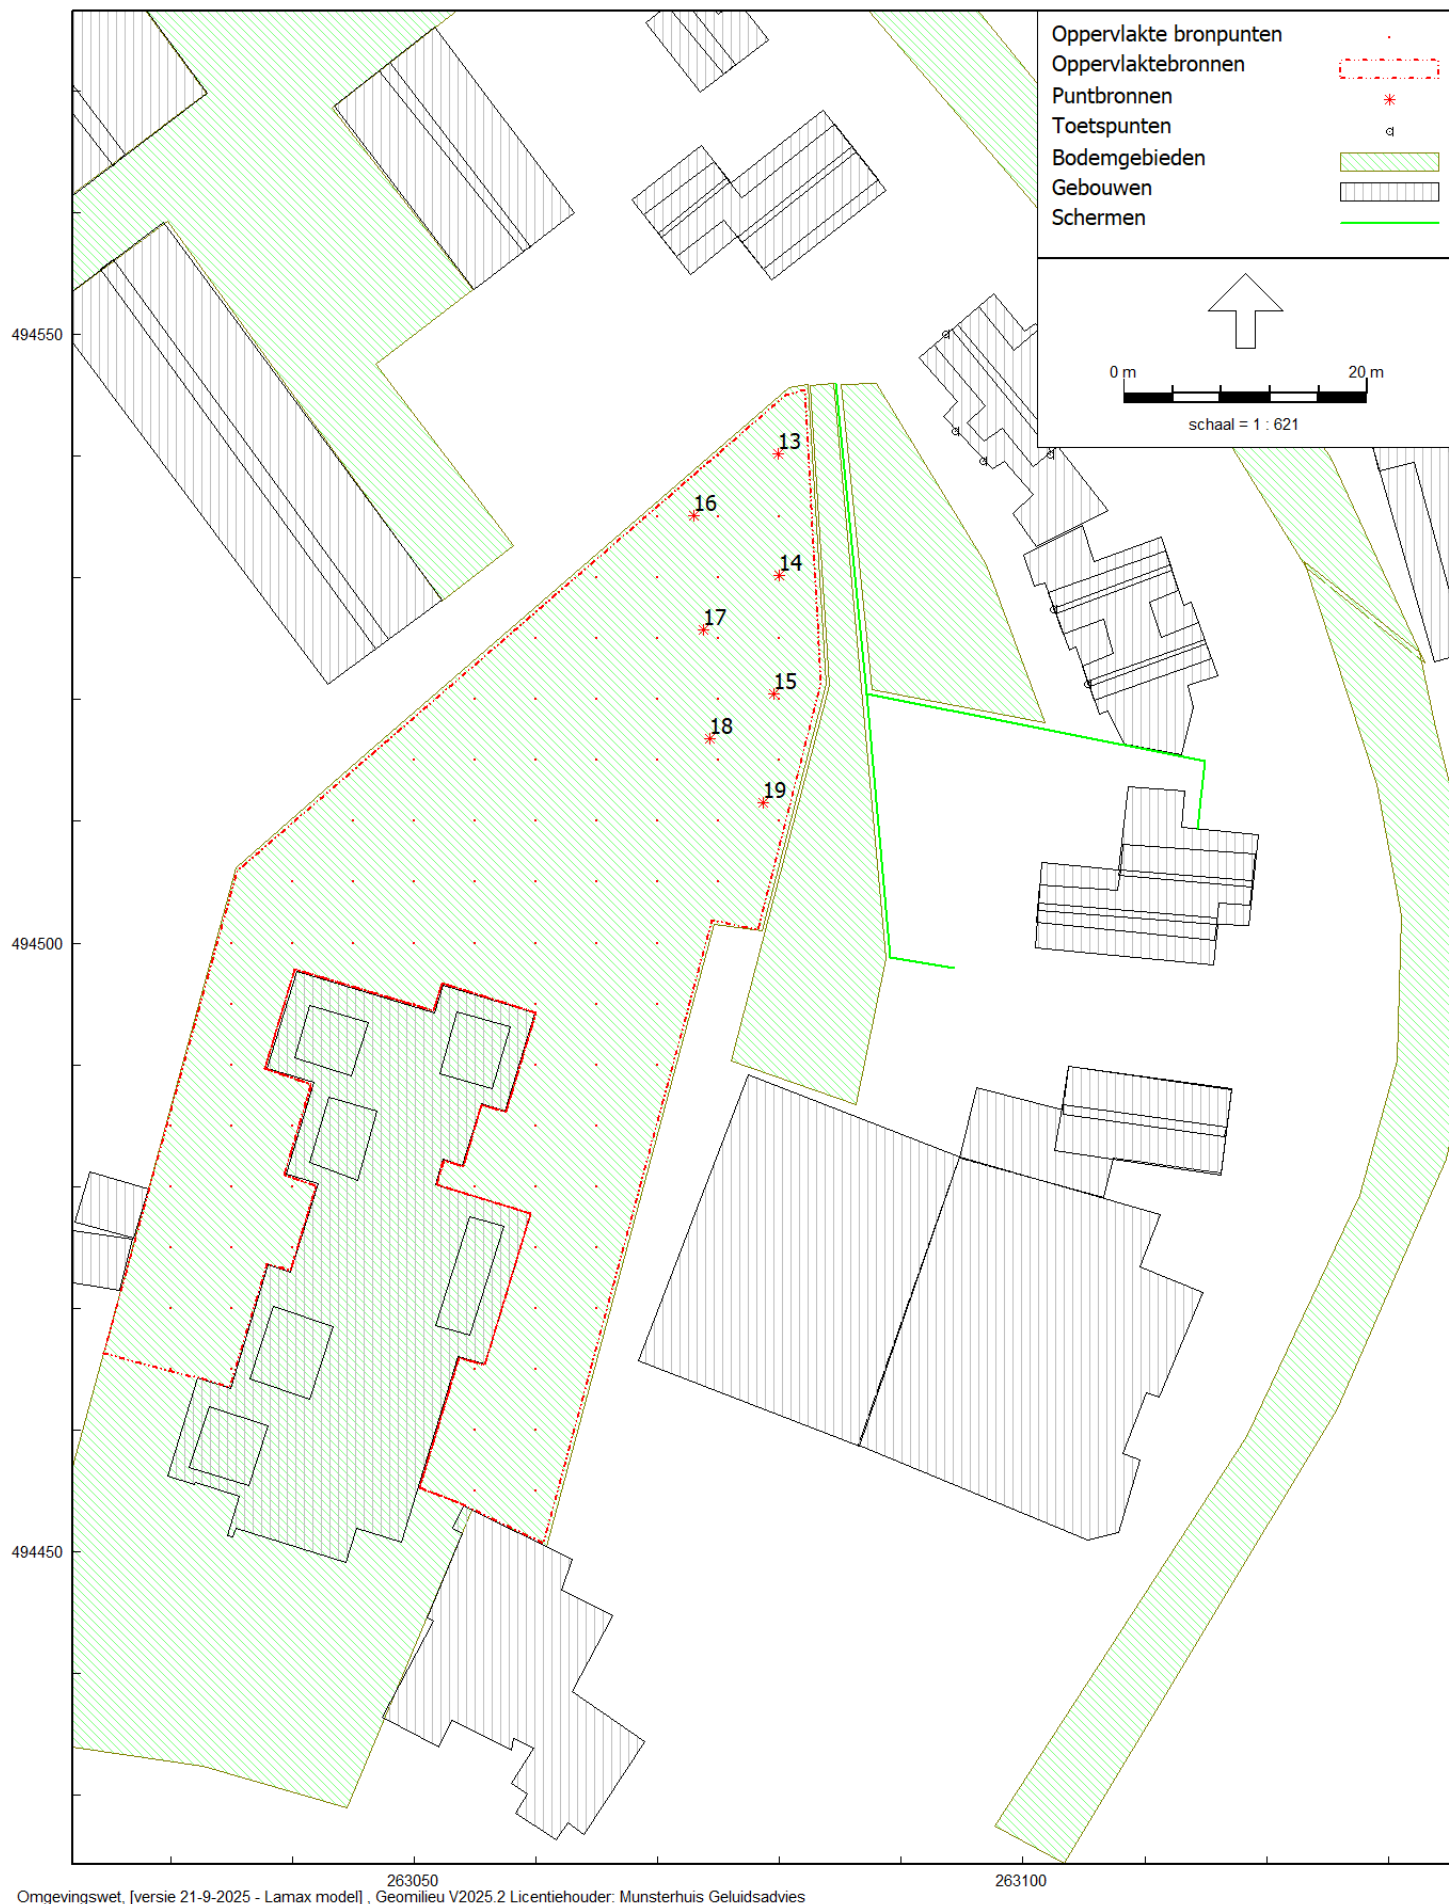 Oppervlakte bronpunten
Oppervlaktebronnen
Puntbronnen
Toetspunten
Bodemgebieden
Gebouwen
Schermen
0 m 20 m
schaal = 1 : 621
494550
13
16
14
17
15
18
19
494500
494450
263050 263100
Omgevingswet, [versie 21-9-2025 - Lamax model] , Geomilieu V2025.2 Licentiehouder: Munsterhuis Geluidsadvies